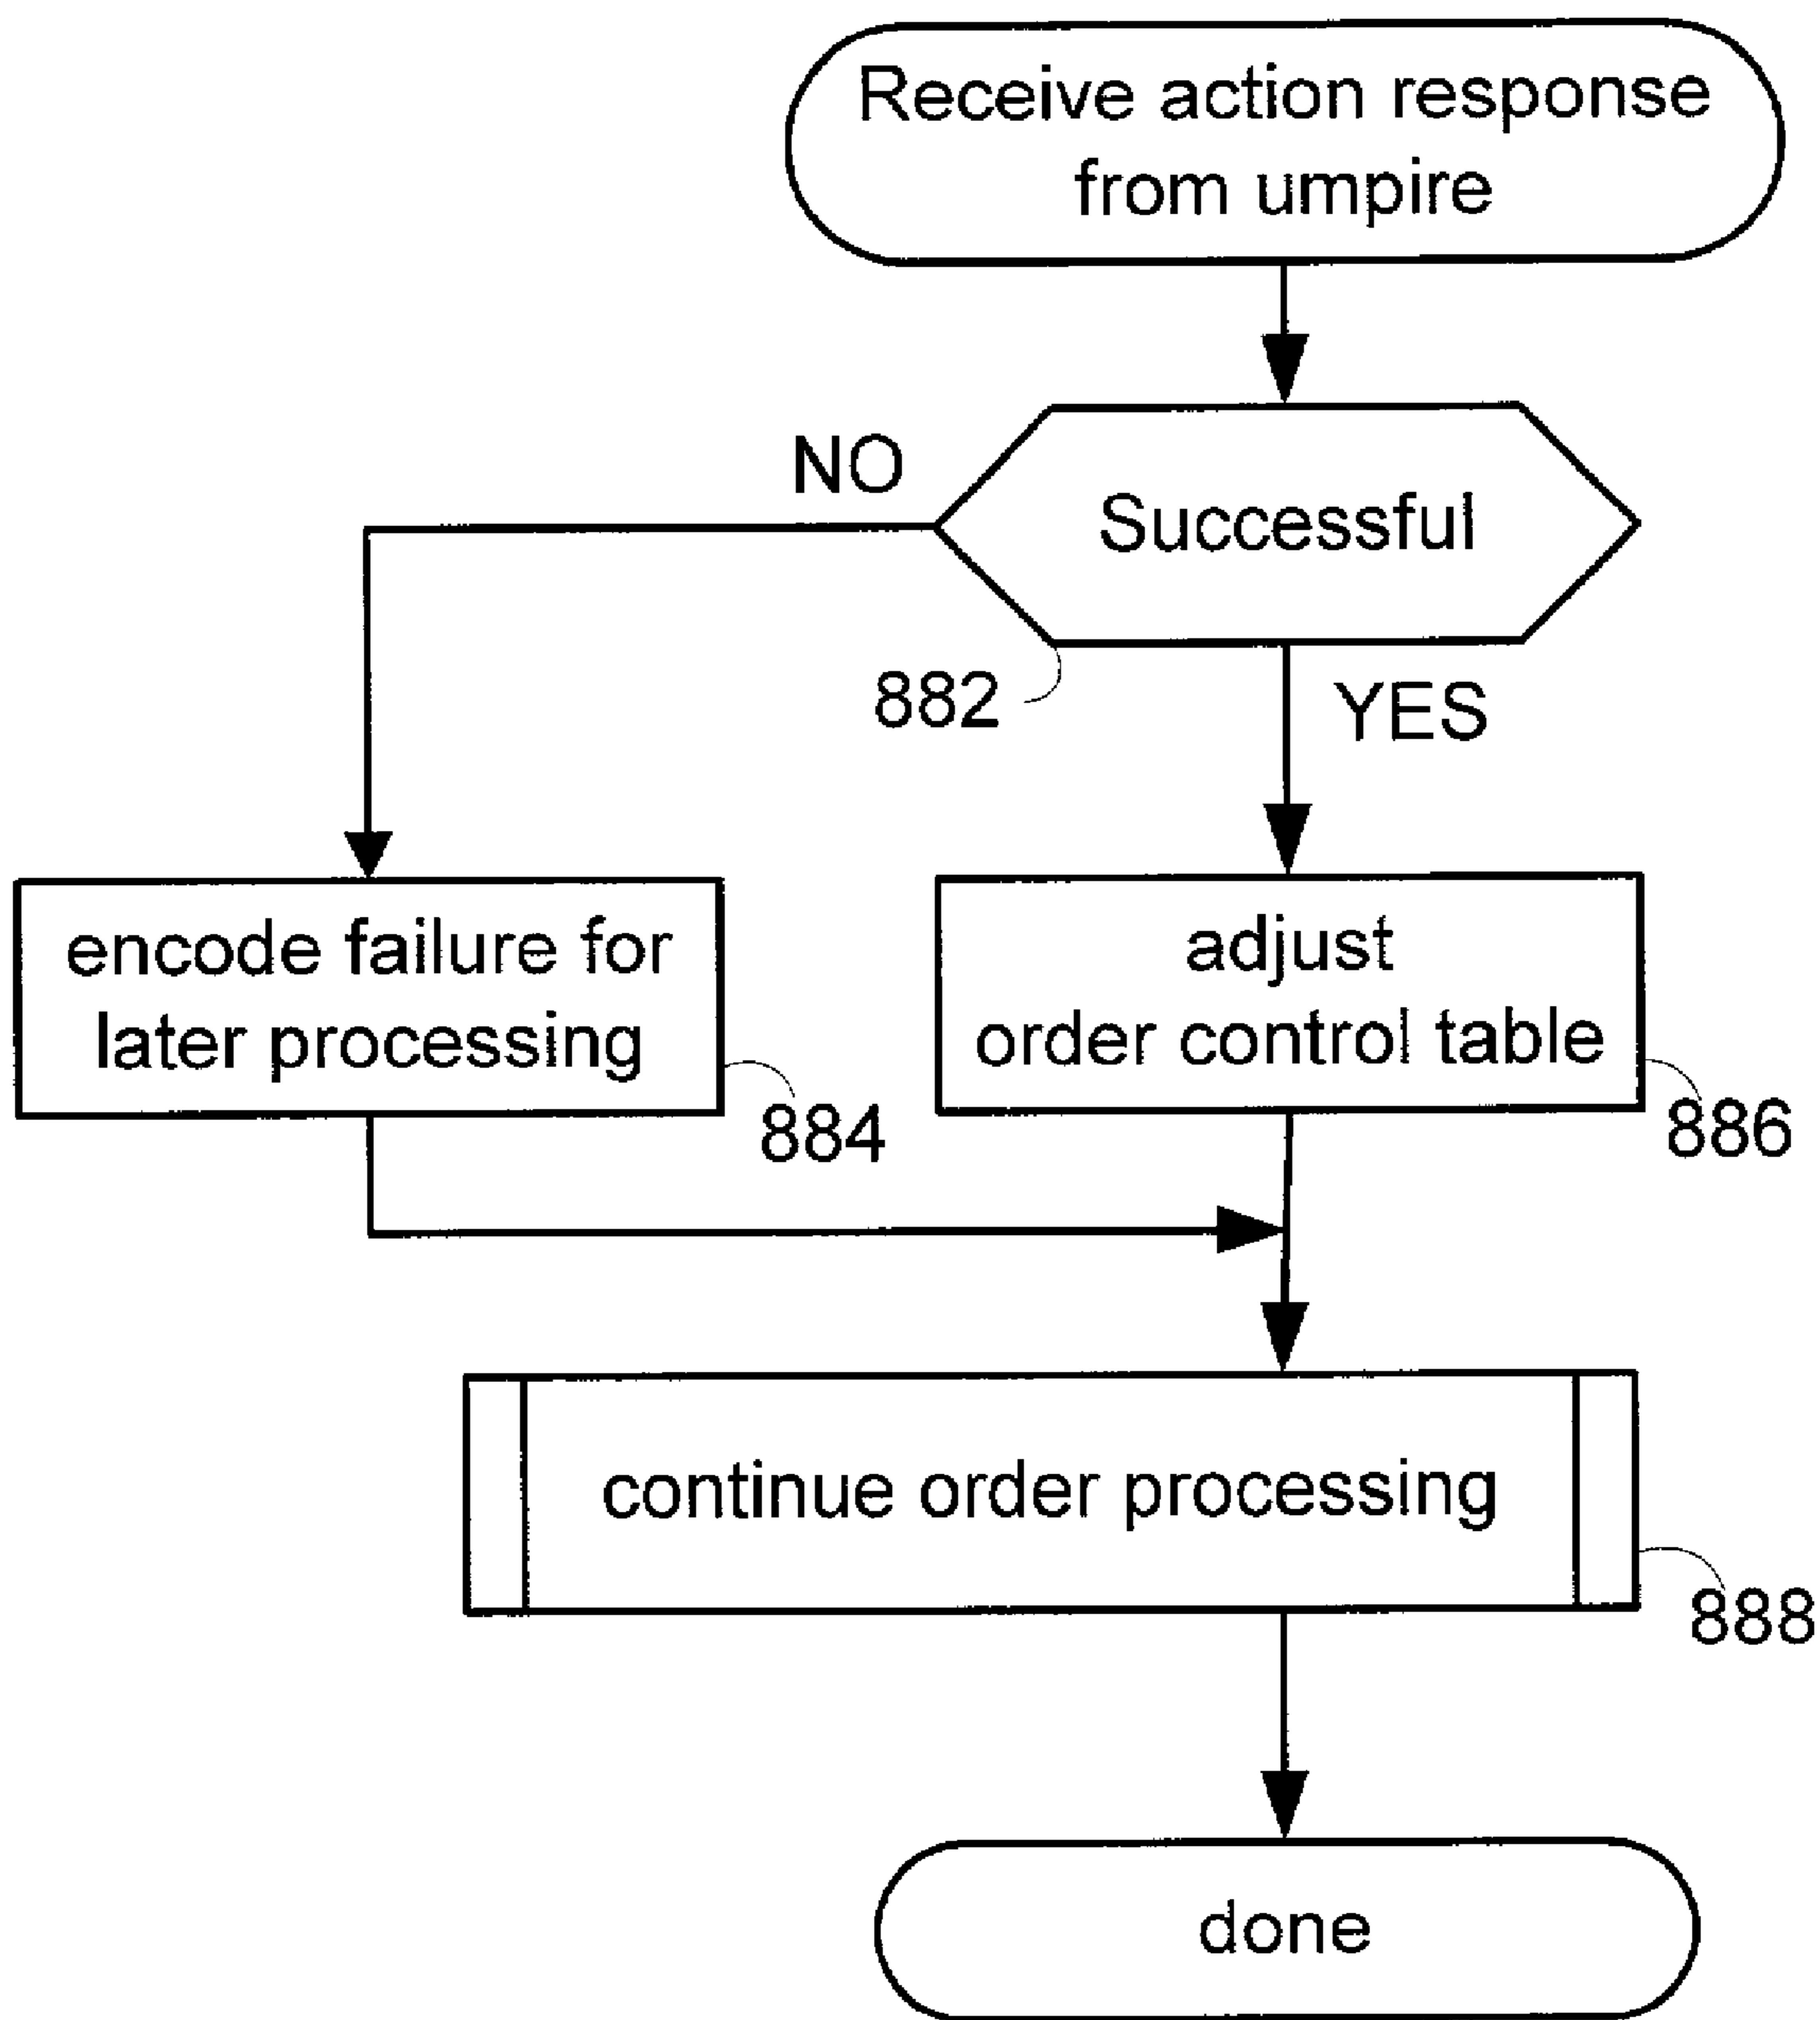 Receive action response
from umpire
NO
Successful
882
YES
encode failure for
later processing
884
adjust
order control table
886
continue order processing
888
done